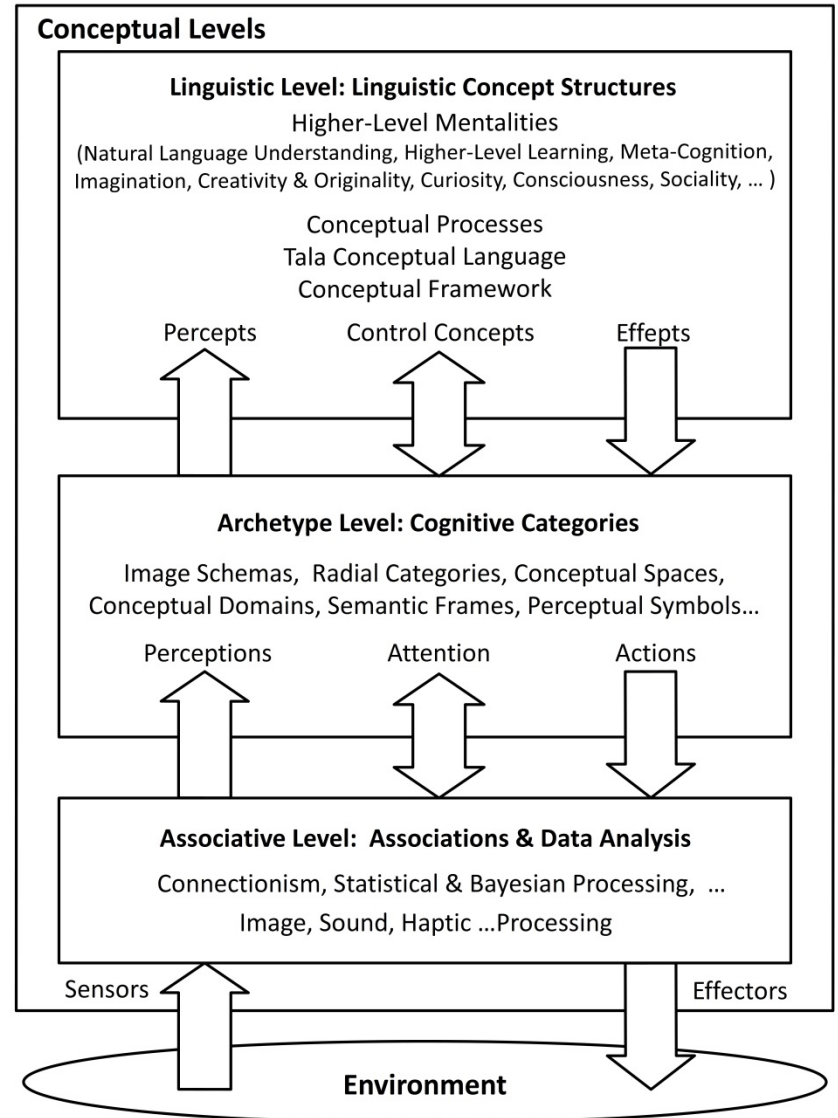 Conceptual Levels
Linguistic Level: Linguistic Concept Structures
Higher-Level Mentalities
(Natural Language Understanding, Higher-Level Learning, Meta-Cognition,
Imagination, Creativity & Originality, Curiosity, Consciousness, Sociality, ... )
Conceptual Processes
Tala Conceptual Language
Conceptual Framework
Percepts Control Concepts Effepts
Archetype Level: Cognitive Categories
Image Schemas, Radial Categories, Conceptual Spaces,
Conceptual Domains, Semantic Frames, Perceptual Symbols...
Perceptions Attention Actions
Associative Level: Associations & Data Analysis
Connectionism, Statistical & Bayesian Processing, ...
Image, Sound, Haptic ...Processing
Sensors Effectors
Environment